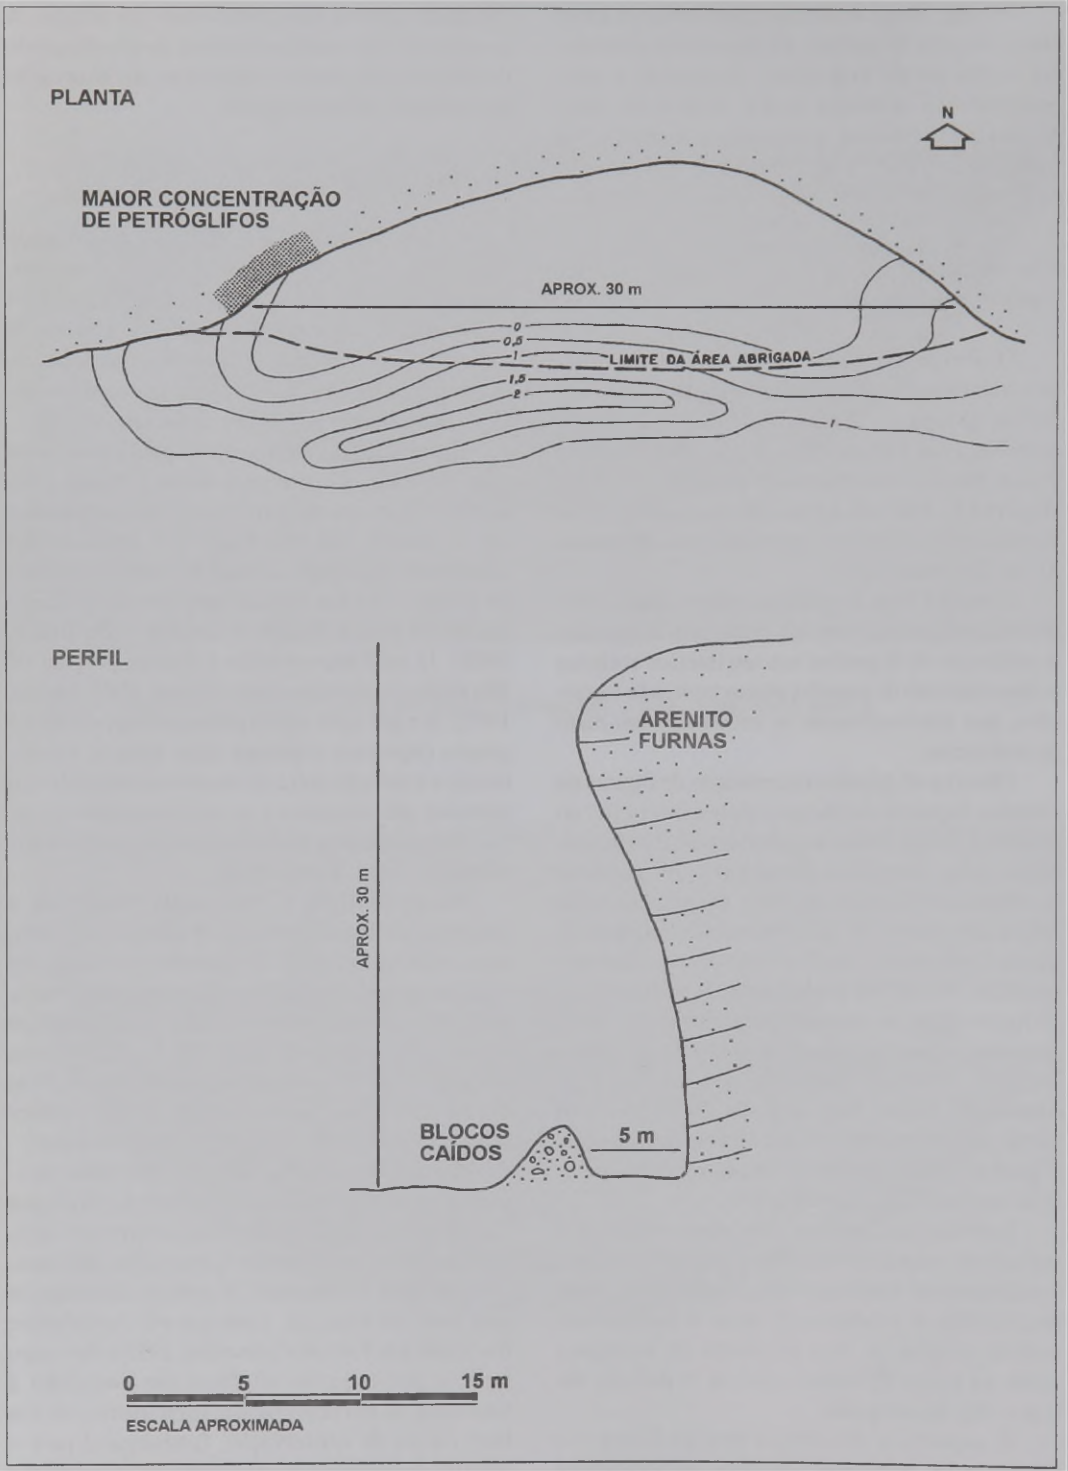 PLANTA
N
MAIOR CONCENTRAÇÃO
DE PETRÓGLIFOS
APROX. 30 m
0
0,5
1
LIMITE DA ÁREA ABRIGADA
1,5
2
1
PERFIL
ARENITO
FURNAS
APROX. 30 m
BLOCOS
CAÍDOS
5 m
0 5 10 15 m
ESCALA APROXIMADA